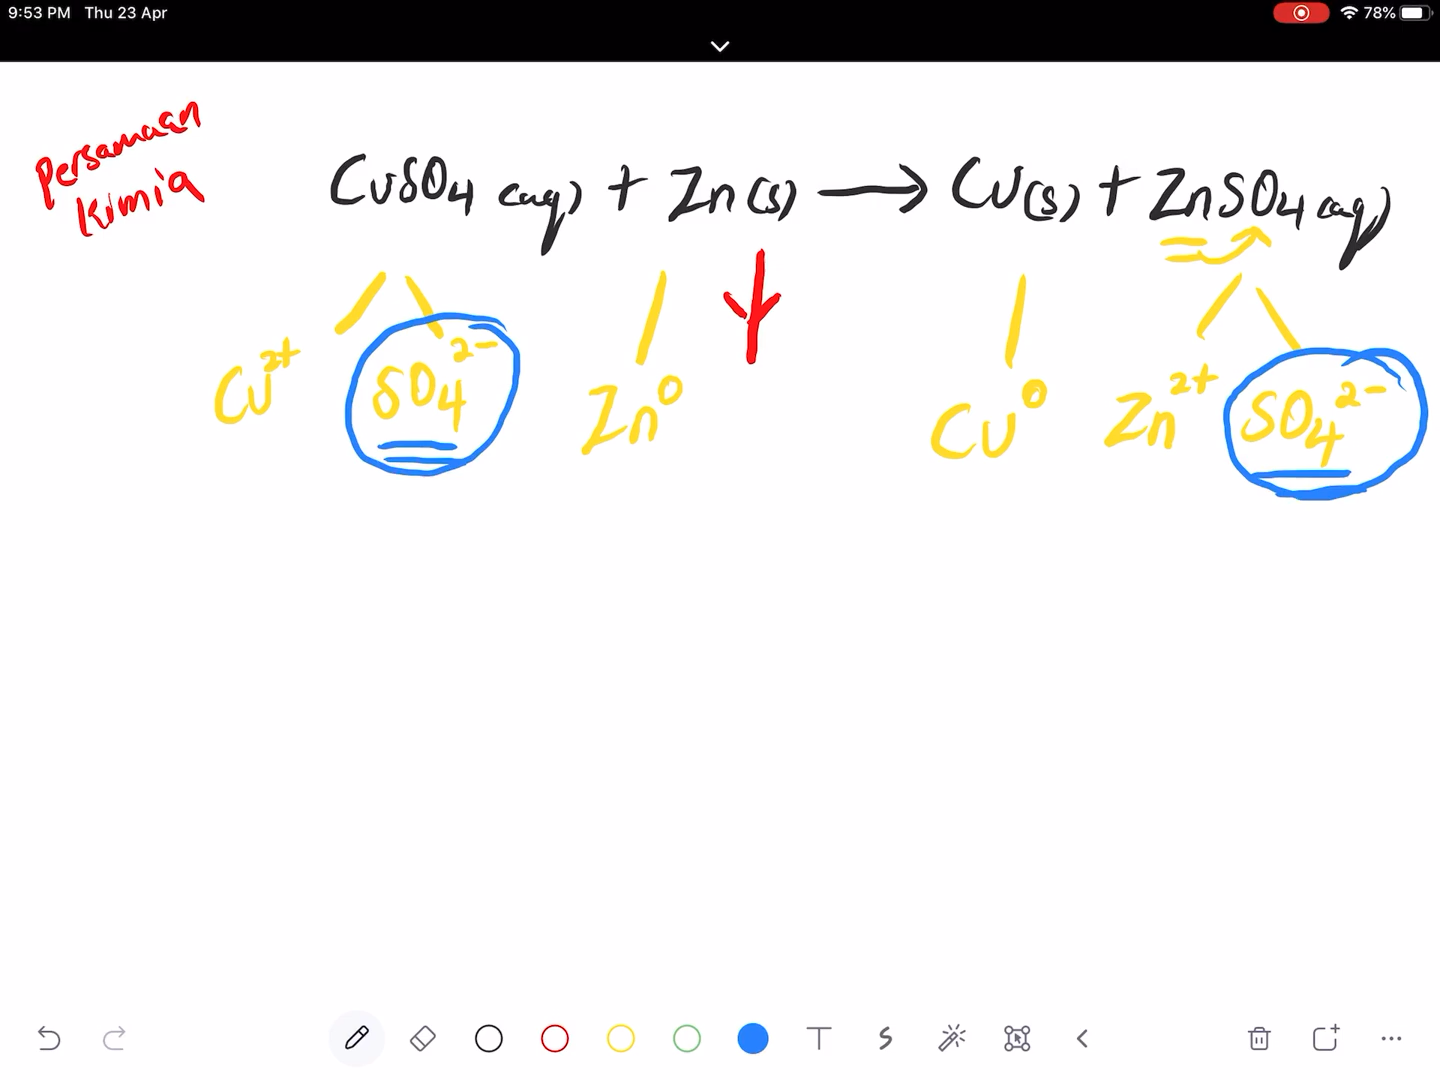 9:53 PM Thu 23 Apr 78%
Persamaan
kimia
CuSO4 (aq) + Zn(s) → Cu(s) + ZnSO4 (aq)
Cu²⁺ SO4²⁻ Zn⁰ Cu⁰ Zn²⁺ SO4²⁻
T